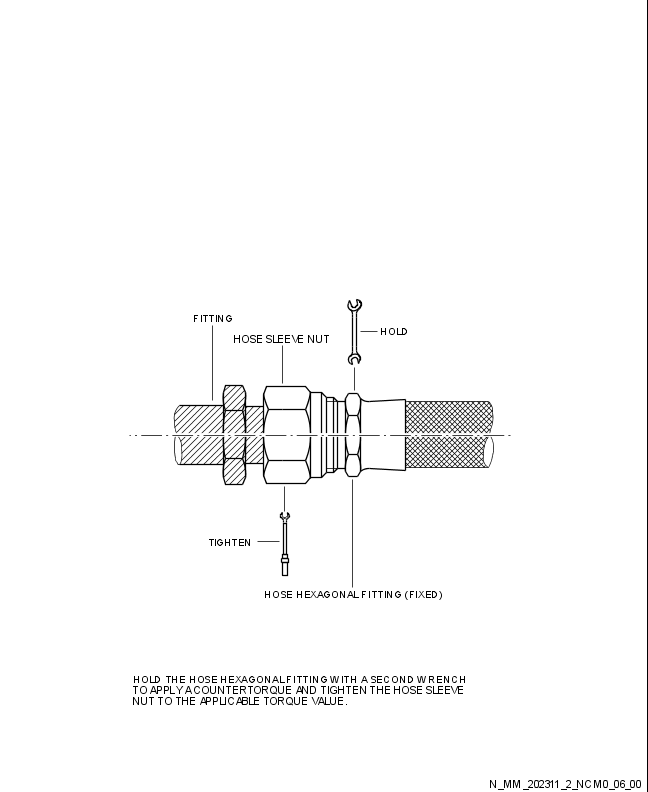 FITTING
HOSE SLEEVE NUT
HOLD
TIGHTEN
HOSE HEXAGONAL FITTING (FIXED)
HOLD THE HOSE HEXAGONAL FITTING WITH A SECOND WRENCH
TO APPLY A COUNTERTORQUE AND TIGHTEN THE HOSE SLEEVE
NUT TO THE APPLICABLE TORQUE VALUE.
N_MM_202311_2_NCM0_06_00